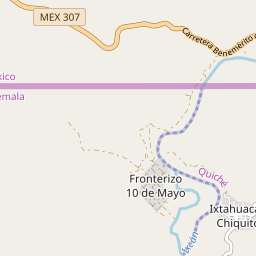 MEX 307
Carretera Benemérito d
xico
emala
Quiché
Fronterizo
10 de Mayo
Ixtahuaca
Chiquito